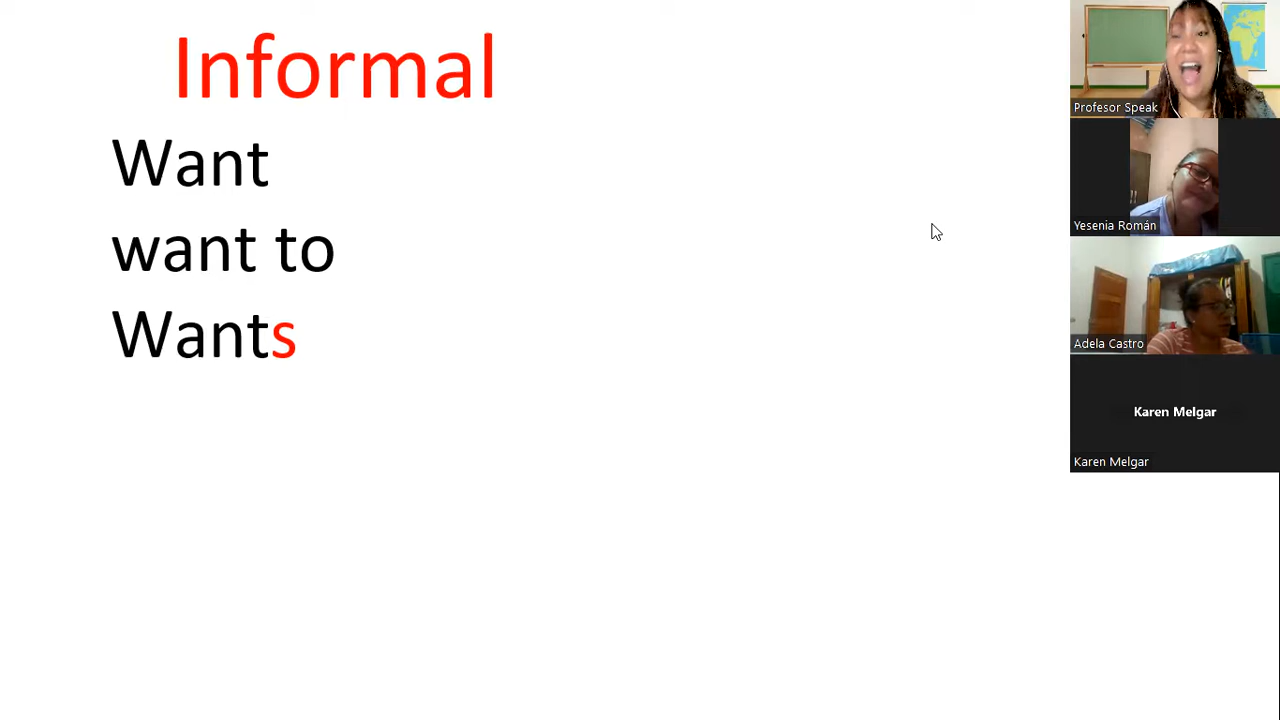 Informal
Want
want to
Wants
Profesor Speak
Yesenia Román
Adela Castro
Karen Melgar
Karen Melgar